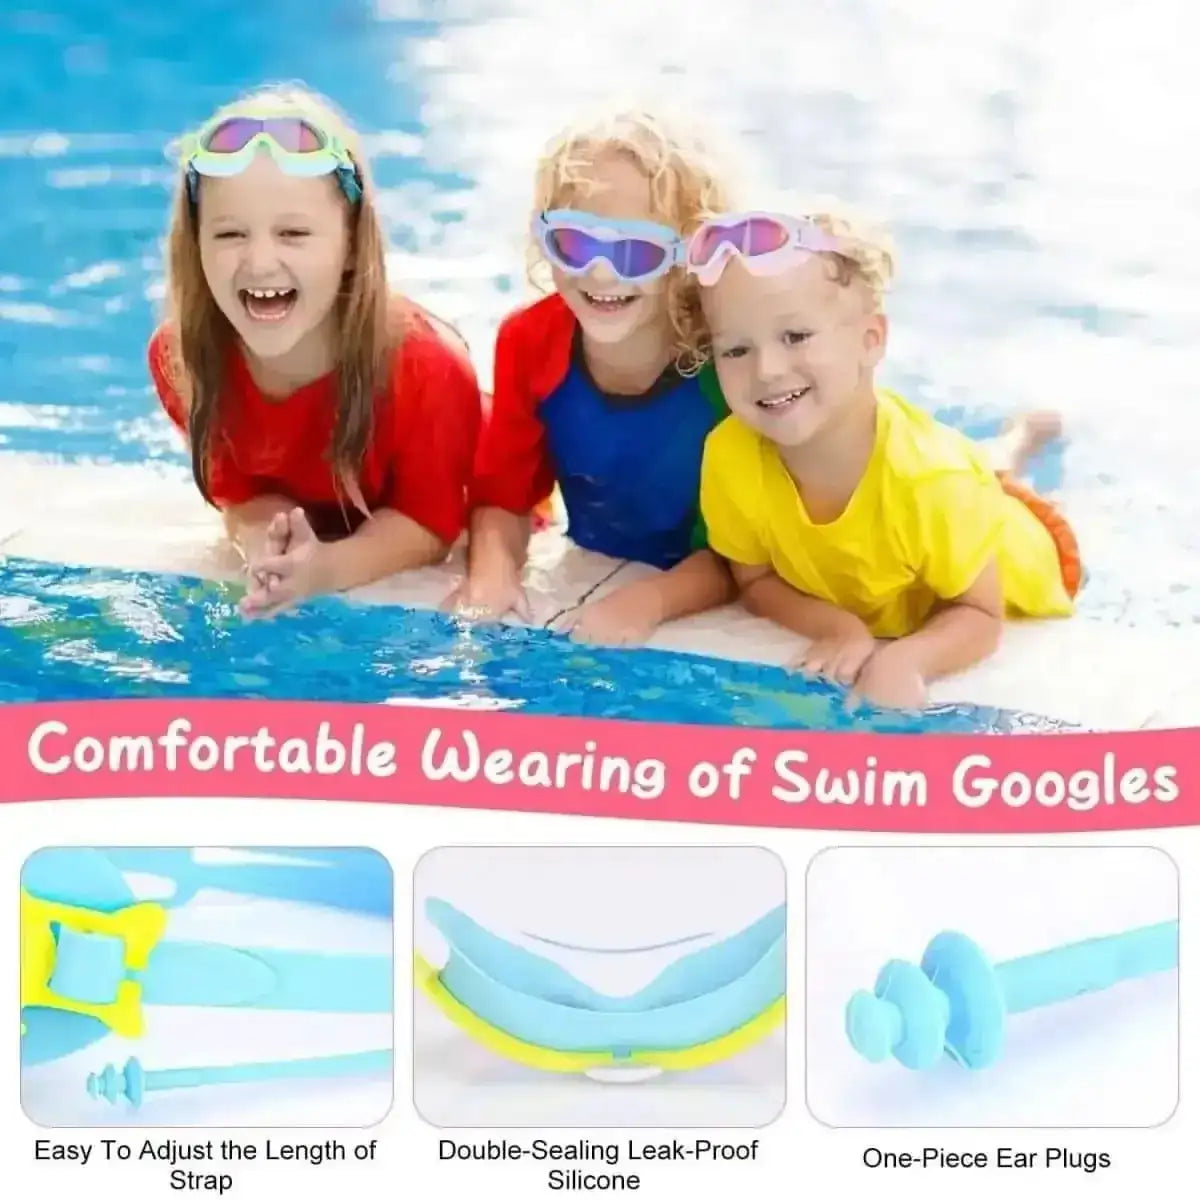 Comfortable Wearing of Swim Googles
Easy To Adjust the Length of
Strap
Double-Sealing Leak-Proof
Silicone
One-Piece Ear Plugs